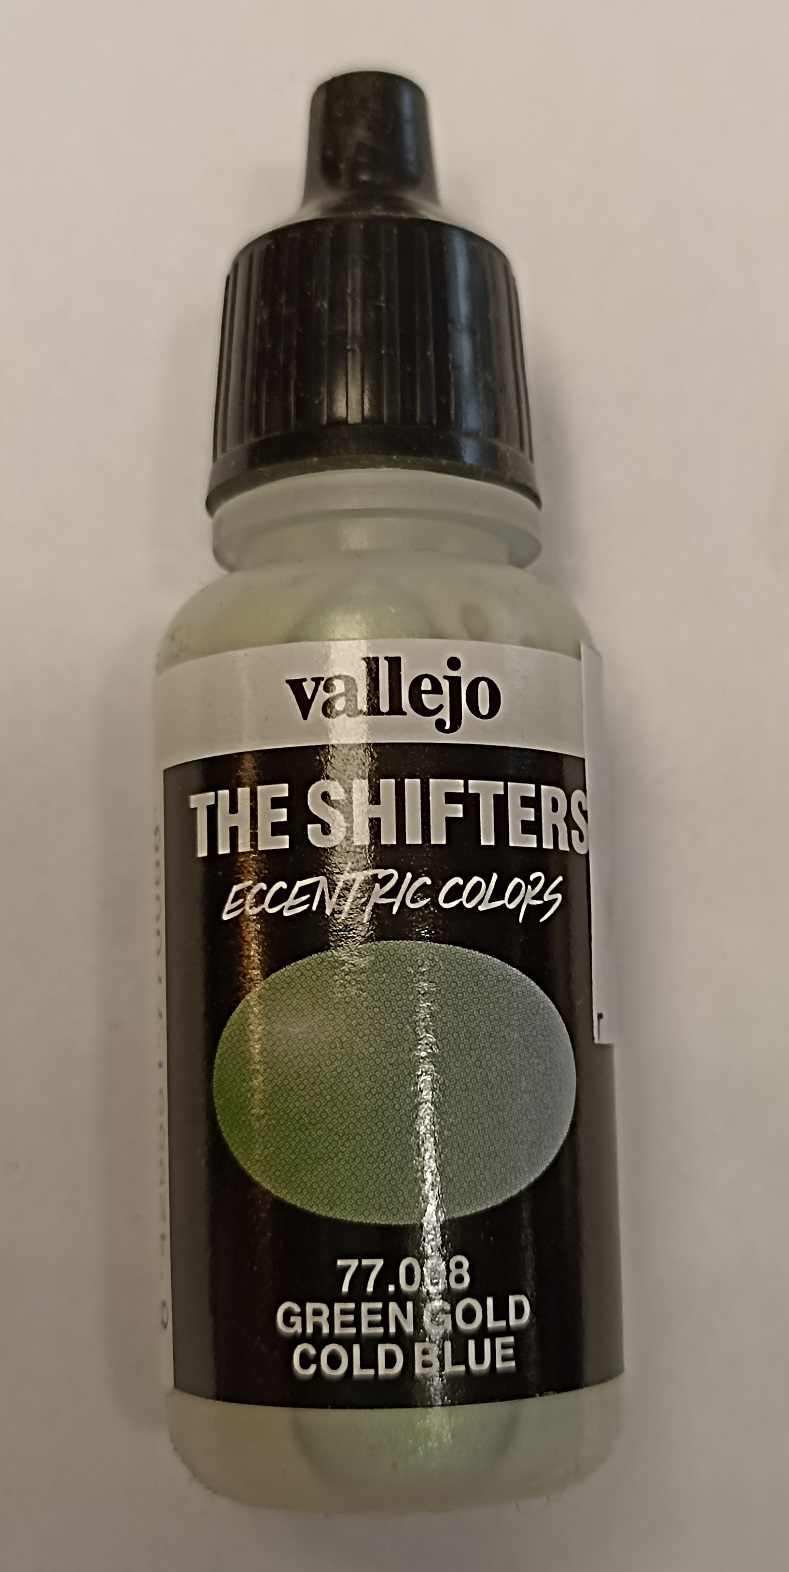 vallejo
THE SHIFTERS
ECCENTRIC COLORS
77.008
GREEN GOLD
COLD BLUE